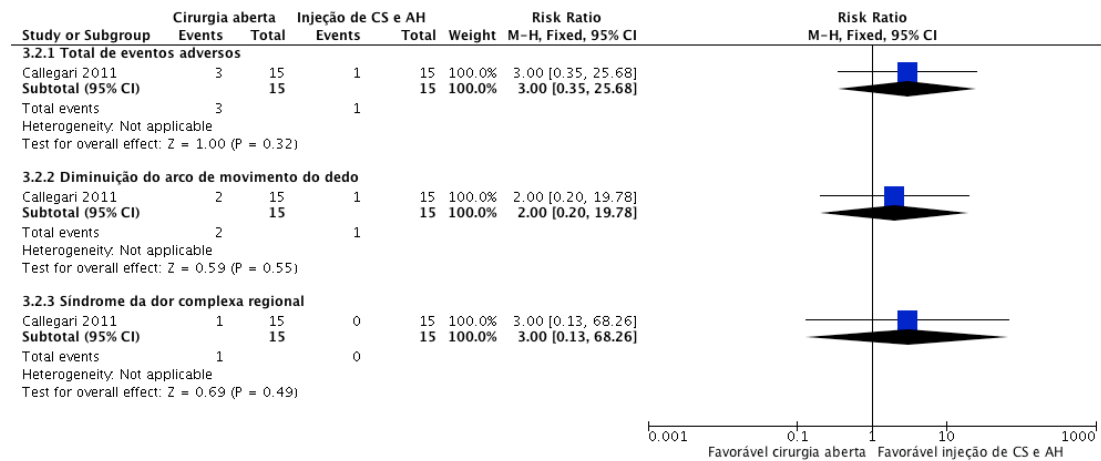 Cirurgia aberta Injeção de CS e AH Risk Ratio Risk Ratio
Study or Subgroup Events Total Events Total Weight M-H, Fixed, 95% CI M-H, Fixed, 95% CI
3.2.1 Total de eventos adversos
Callegari 2011 3 15 1 15 100.0% 3.00 [0.35, 25.68]
Subtotal (95% CI) 15 15 100.0% 3.00 [0.35, 25.68]
Total events 3 1
Heterogeneity: Not applicable
Test for overall effect: Z = 1.00 (P = 0.32)
3.2.2 Diminuição do arco de movimento do dedo
Callegari 2011 2 15 1 15 100.0% 2.00 [0.20, 19.78]
Subtotal (95% CI) 15 15 100.0% 2.00 [0.20, 19.78]
Total events 2 1
Heterogeneity: Not applicable
Test for overall effect: Z = 0.59 (P = 0.55)
3.2.3 Síndrome da dor complexa regional
Callegari 2011 1 15 0 15 100.0% 3.00 [0.13, 68.26]
Subtotal (95% CI) 15 15 100.0% 3.00 [0.13, 68.26]
Total events 1 0
Heterogeneity: Not applicable
Test for overall effect: Z = 0.69 (P = 0.49)
0.001 0.1 1 10 1000
Favorável cirurgia aberta Favorável injeção de CS e AH